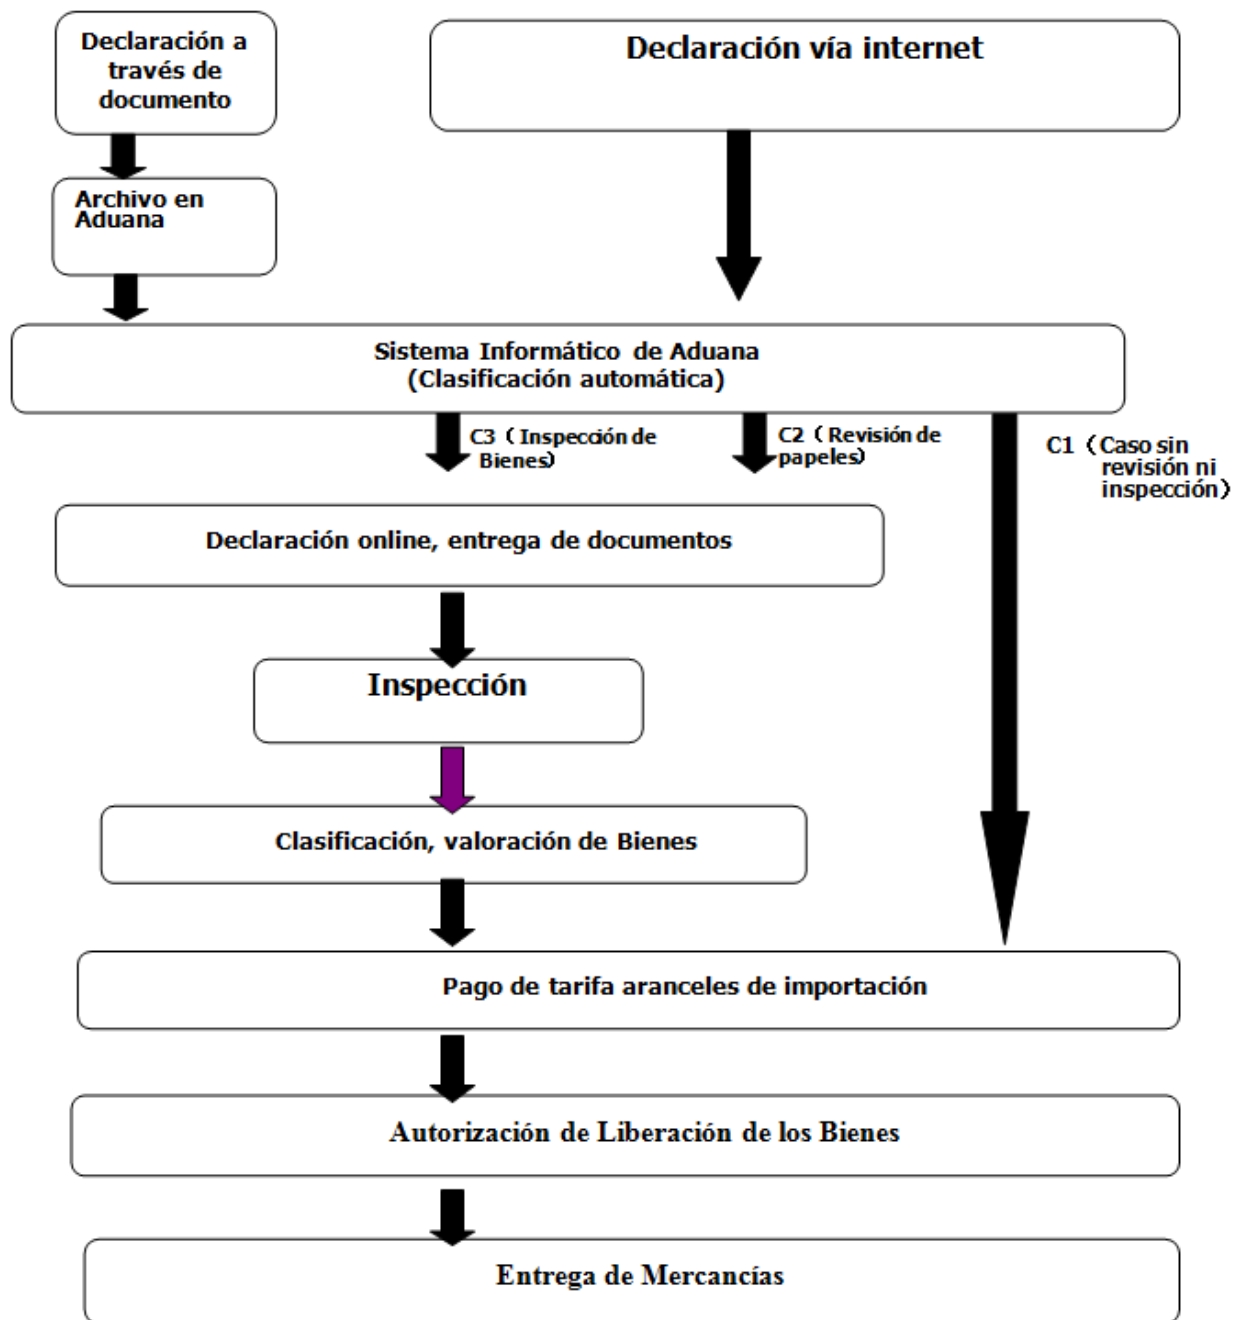 Declaración a
través de
documento
Declaración vía internet
Archivo en
Aduana
Sistema Informático de Aduana
(Clasificación automática)
C3（Inspección de
Bienes）
C2（Revisión de
papeles）
C1（Caso sin
revisión ni
inspección）
Declaración online, entrega de documentos
Inspección
Clasificación, valoración de Bienes
Pago de tarifa aranceles de importación
Autorización de Liberación de los Bienes
Entrega de Mercancías